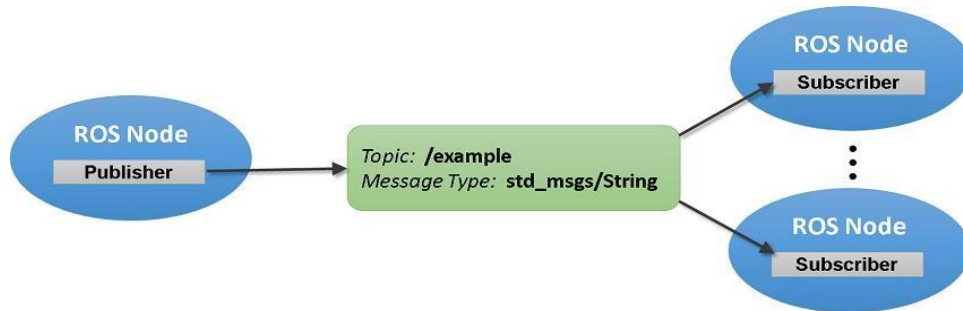 ROS Node
Publisher
Topic: /example
Message Type: std_msgs/String
ROS Node
Subscriber
ROS Node
Subscriber